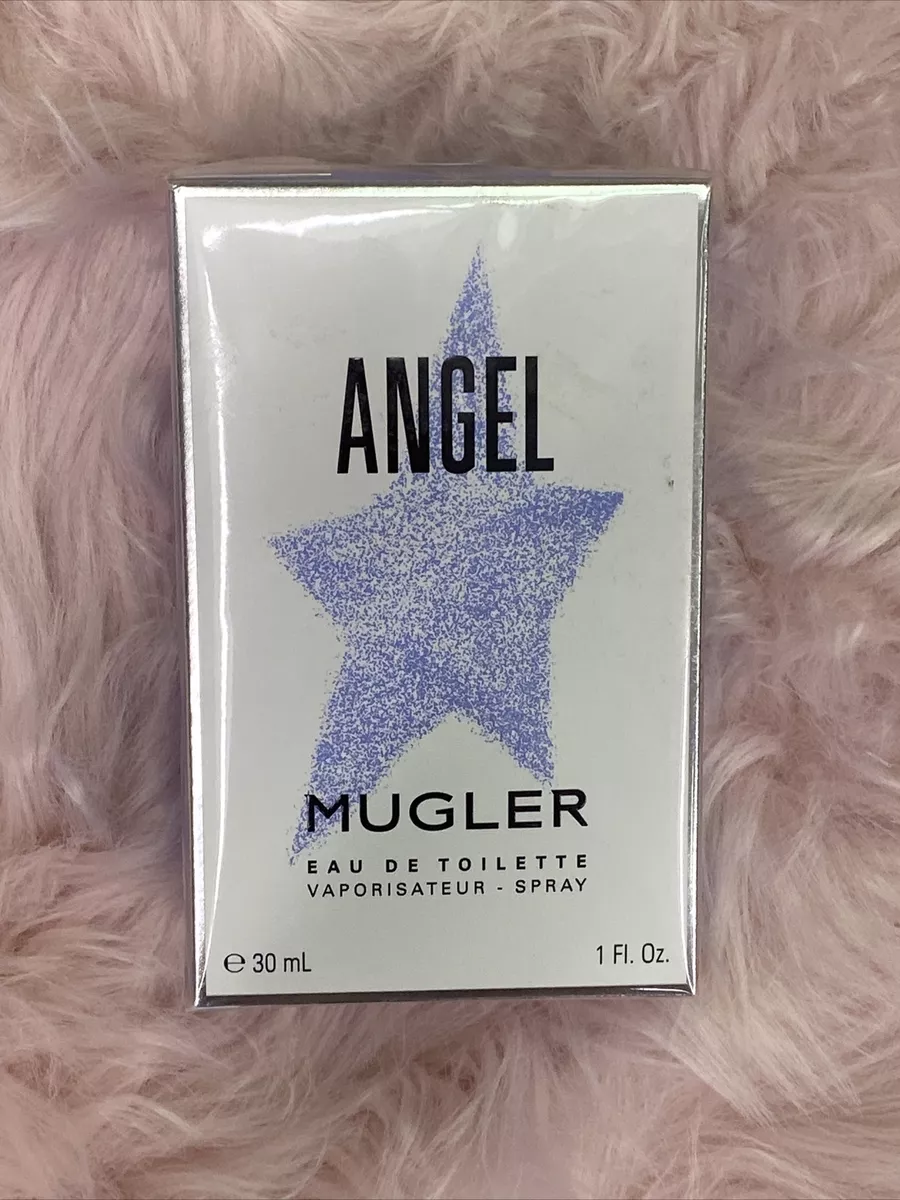 ANGEL
MUGLER
EAU DE TOILETTE
VAPORISATEUR - SPRAY
℮ 30 mL
1 Fl. Oz.